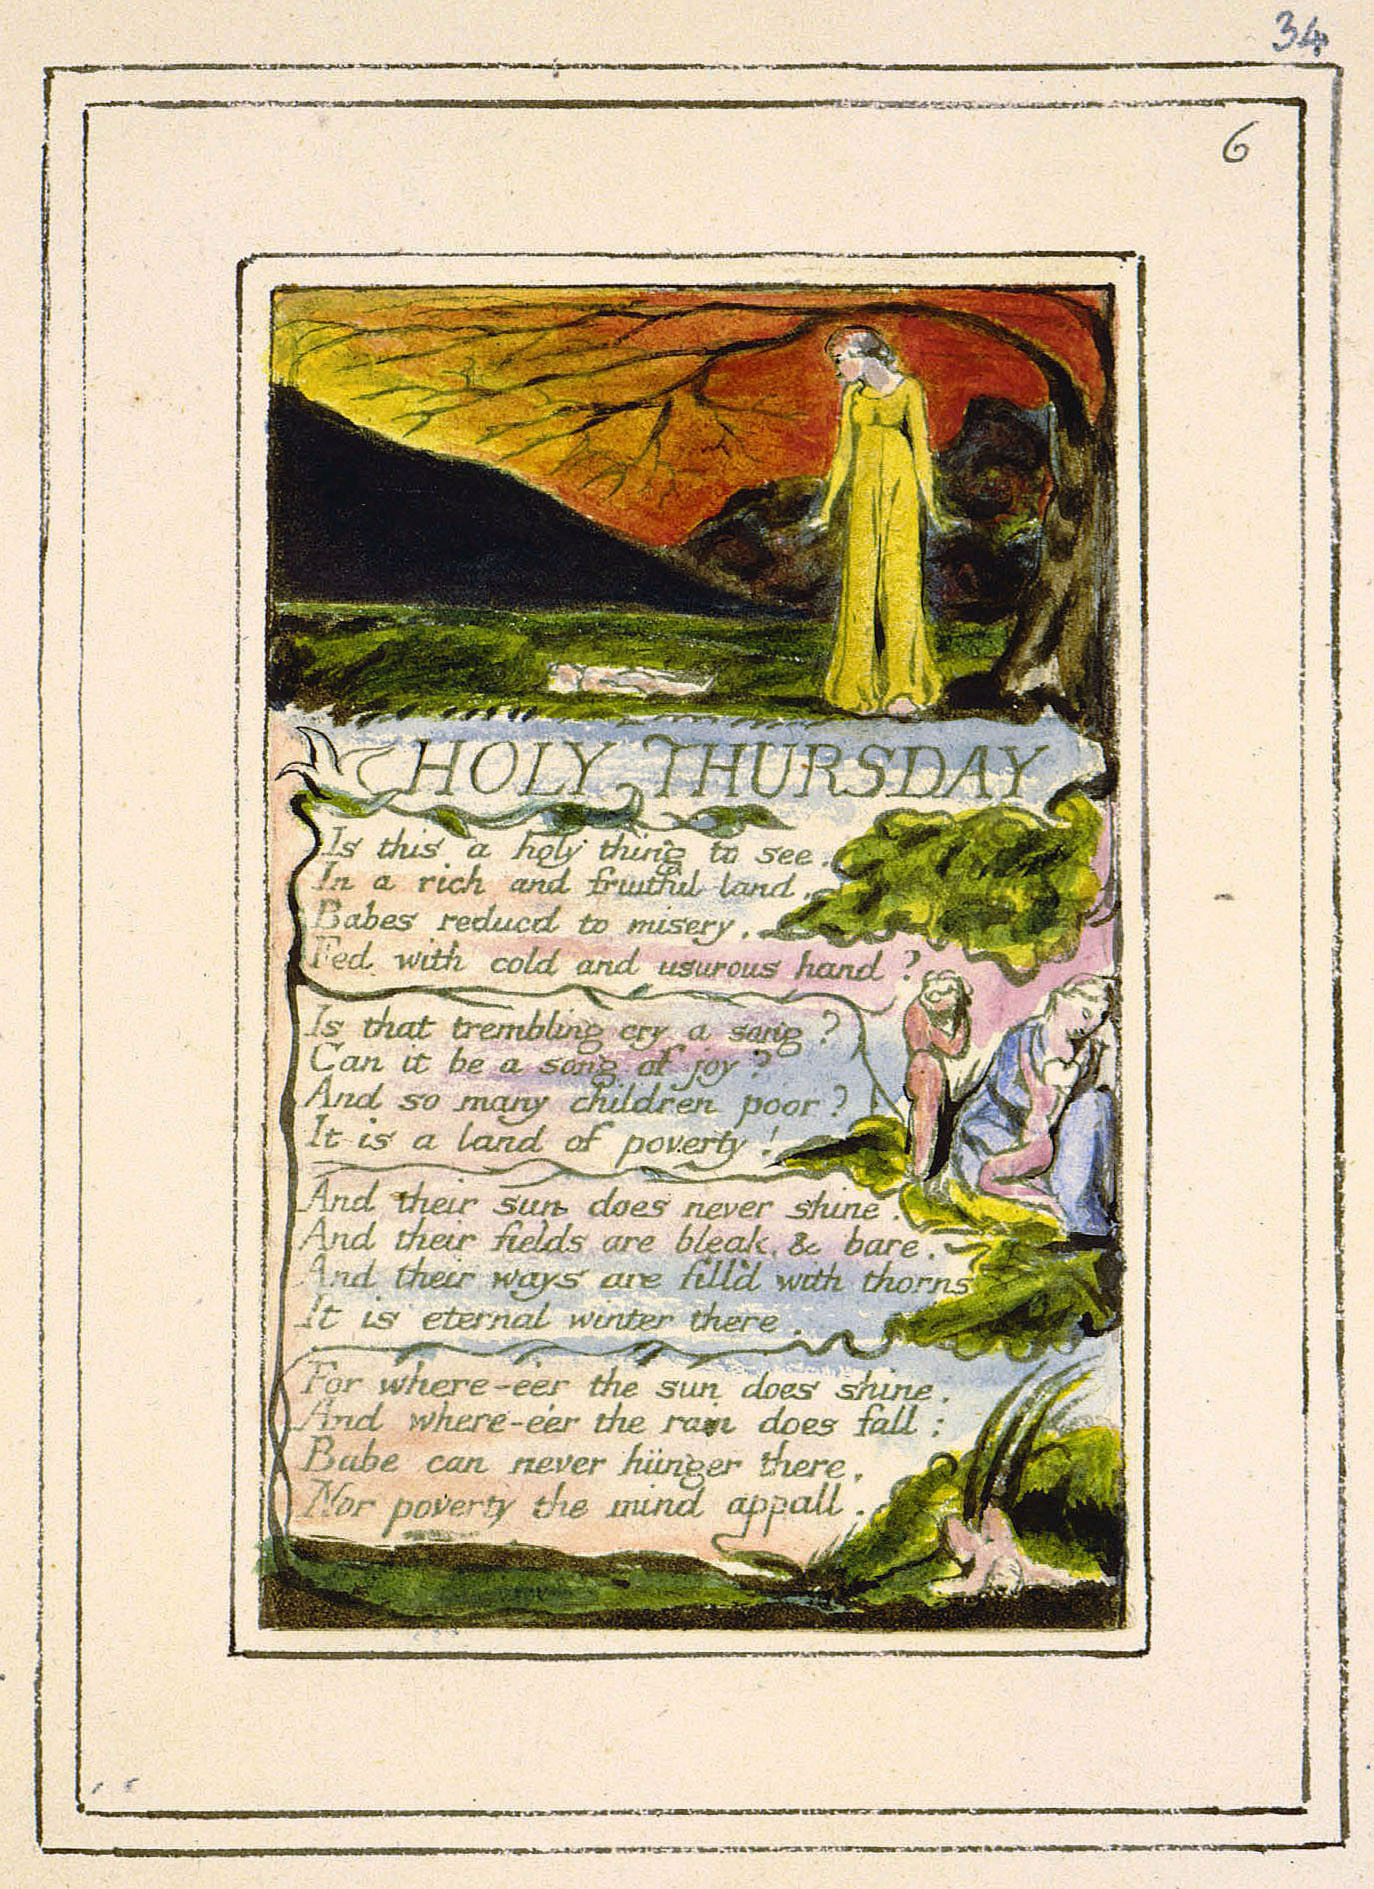 34
6
HOLY THURSDAY
Is this a holy thing to see.
In a rich and fruitful land.
Babes reducd to misery.
Fed with cold and usurous hand?
Is that trembling cry a song?
Can it be a song of joy?
And so many children poor?
It is a land of poverty!
And their sun does never shine.
And their fields are bleak & bare.
And their ways are fill'd with thorns
It is eternal winter there.
For where-e'er the sun does shine.
And where-e'er the rain does fall:
Babe can never hunger there,
Nor poverty the mind appall.